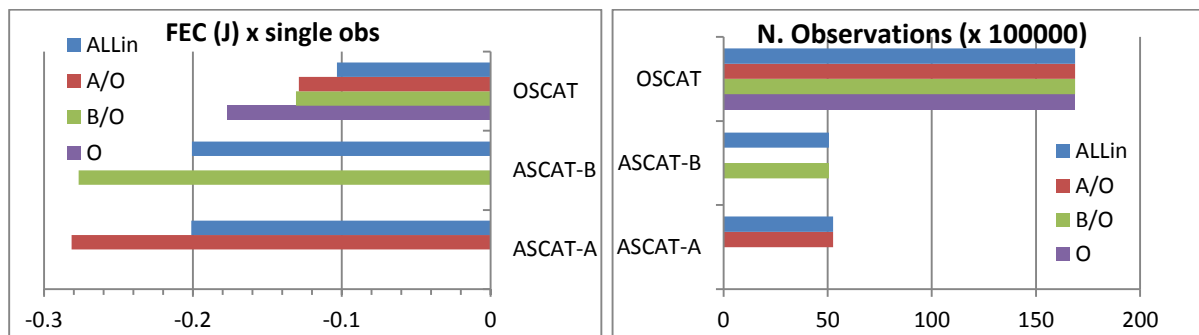 FEC (J) x single obs
ALLin
A/O
B/O
O
OSCAT
ASCAT-B
ASCAT-A
-0.3 -0.2 -0.1 0
N. Observations (x 100000)
OSCAT
ASCAT-B
ASCAT-A
ALLin
A/O
B/O
O
0 50 100 150 200